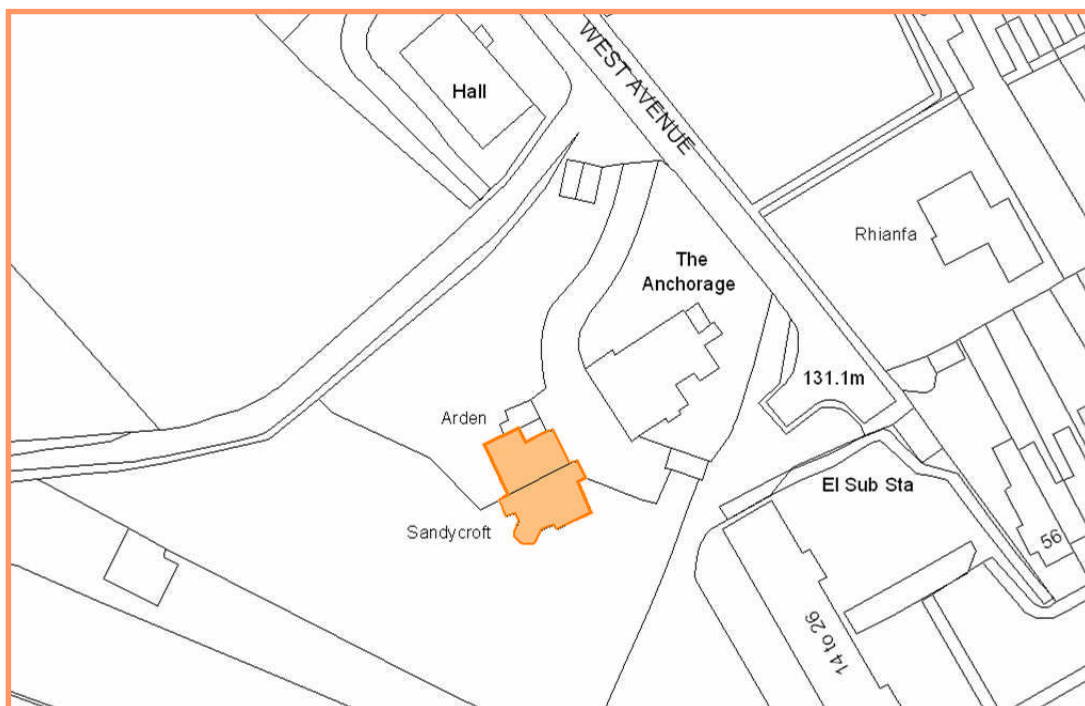 WEST AVENUE
Hall
Rhianfa
The
Anchorage
131.1m
Arden
El Sub Sta
Sandycroft
56
14 to 26